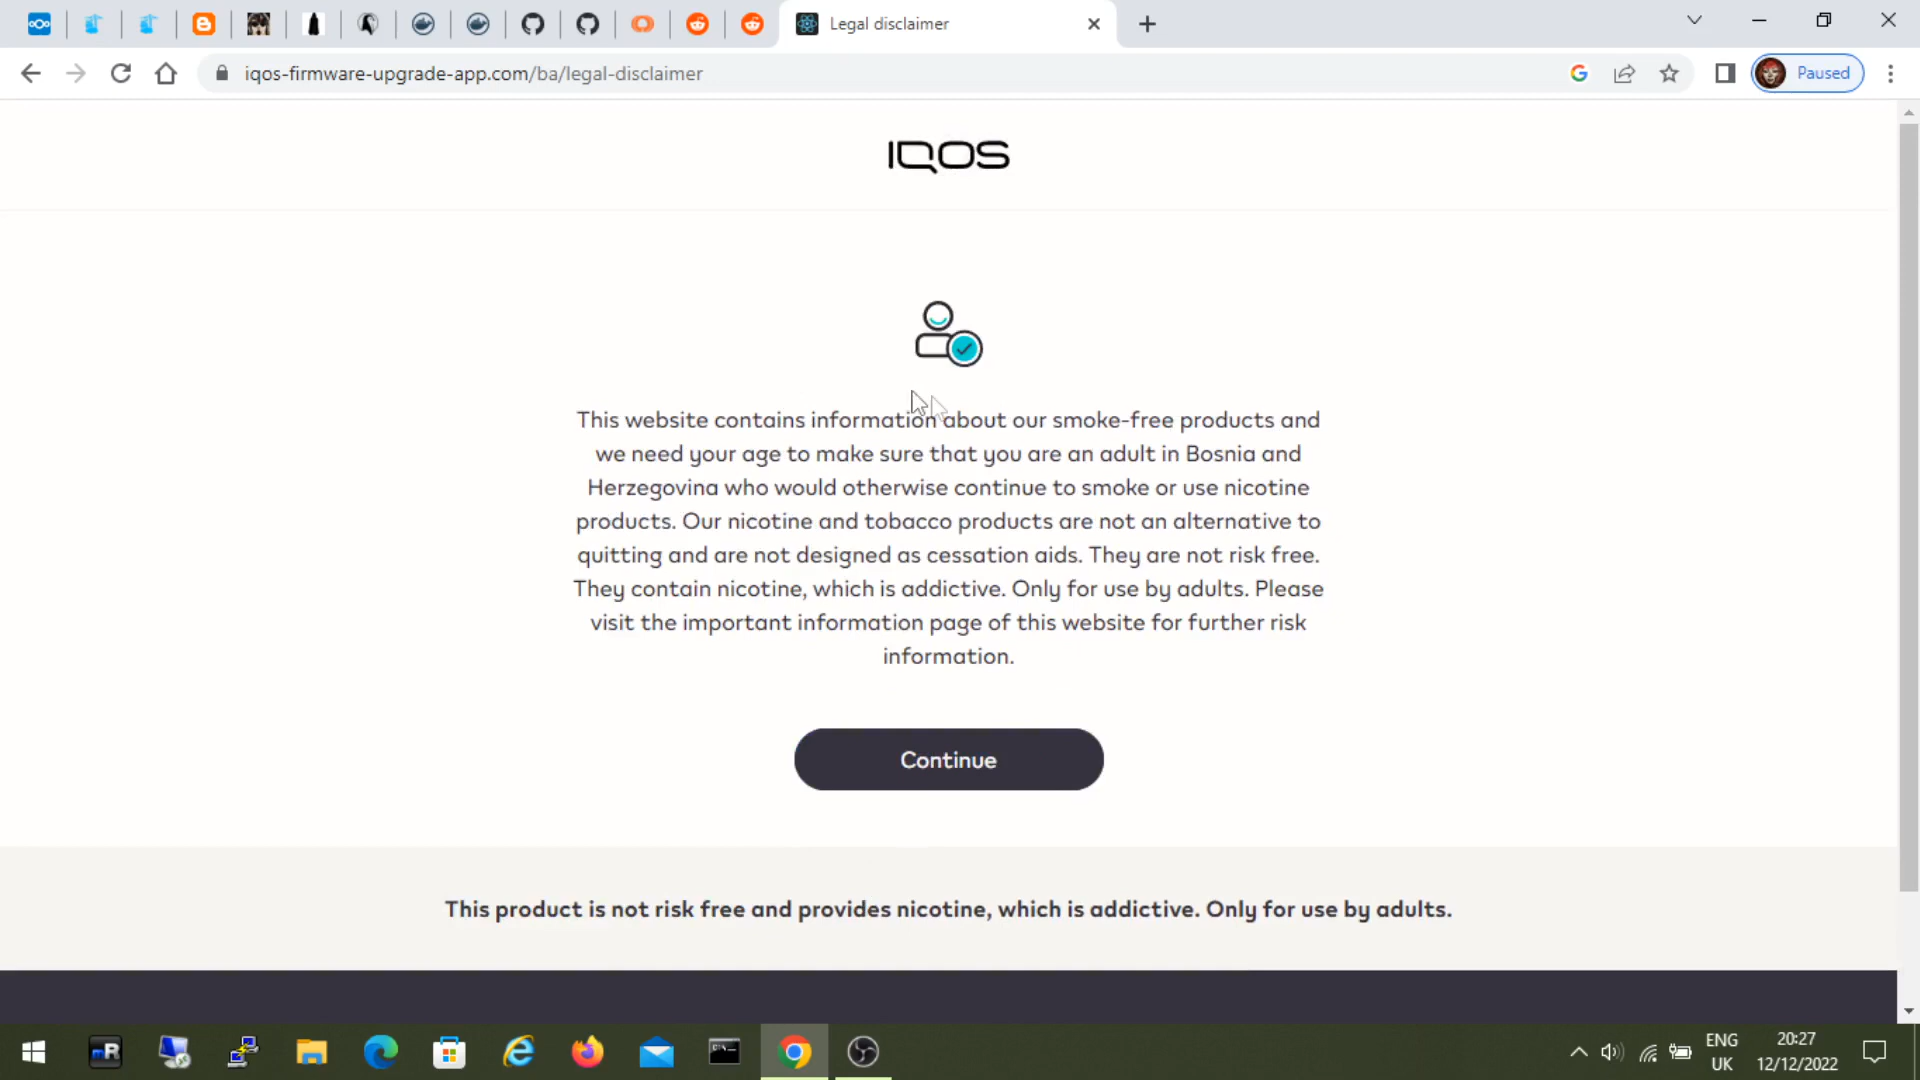 Legal disclaimer
iqos-firmware-upgrade-app.com/ba/legal-disclaimer
Paused
IQOS
This website contains information about our smoke-free products and
we need your age to make sure that you are an adult in Bosnia and
Herzegovina who would otherwise continue to smoke or use nicotine
products. Our nicotine and tobacco products are not an alternative to
quitting and are not designed as cessation aids. They are not risk free.
They contain nicotine, which is addictive. Only for use by adults. Please
visit the important information page of this website for further risk
information.
Continue
This product is not risk free and provides nicotine, which is addictive. Only for use by adults.
mR
ENG
UK
20:27
12/12/2022